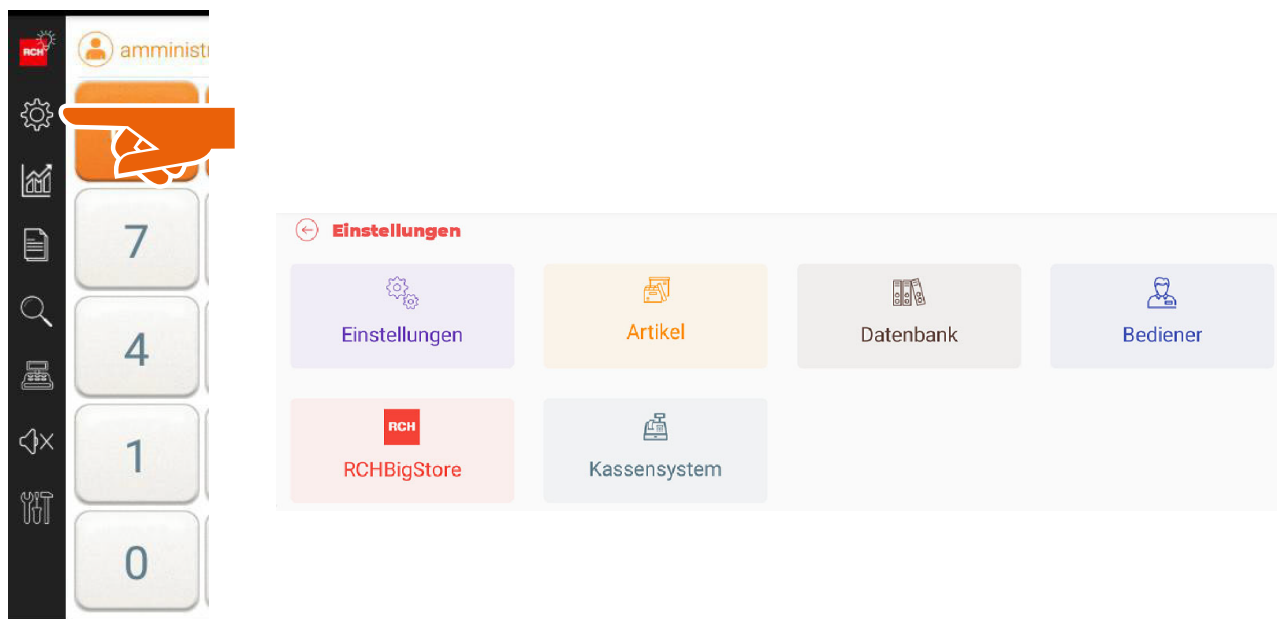 RCH
amminist
7
4
1
0
Einstellungen
Einstellungen
Artikel
Datenbank
Bediener
RCH
RCHBigStore
Kassensystem